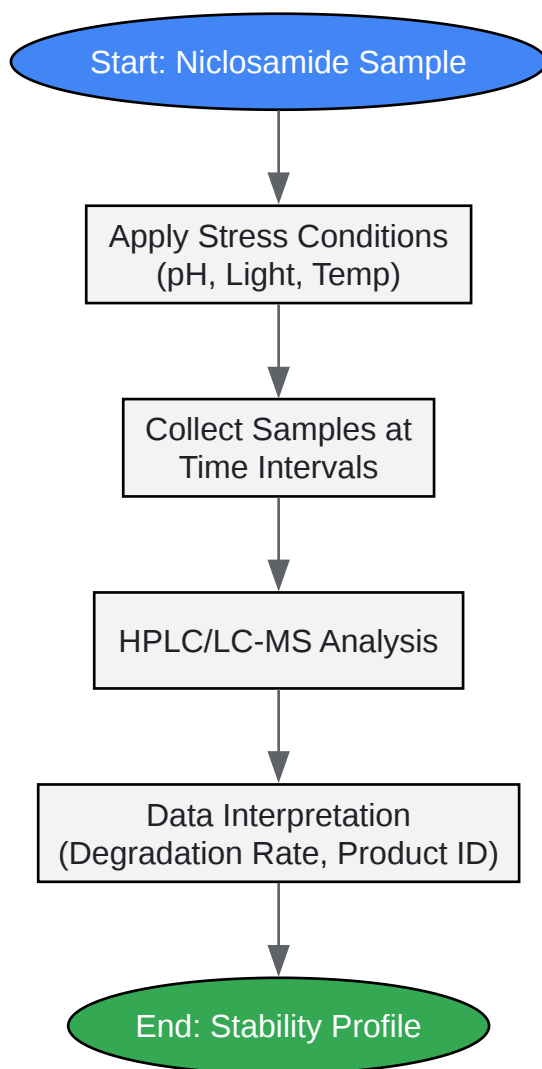 Start: Niclosamide Sample
Apply Stress Conditions
(pH, Light, Temp)
Collect Samples at
Time Intervals
HPLC/LC-MS Analysis
Data Interpretation
(Degradation Rate, Product ID)
End: Stability Profile